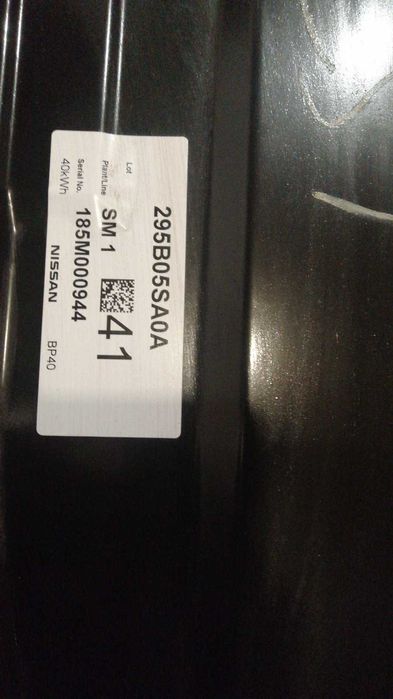 295B05SA0A
Lot 41
Plant/Line SM 1
Serial No. 185M000944
40kWh NISSAN BP40